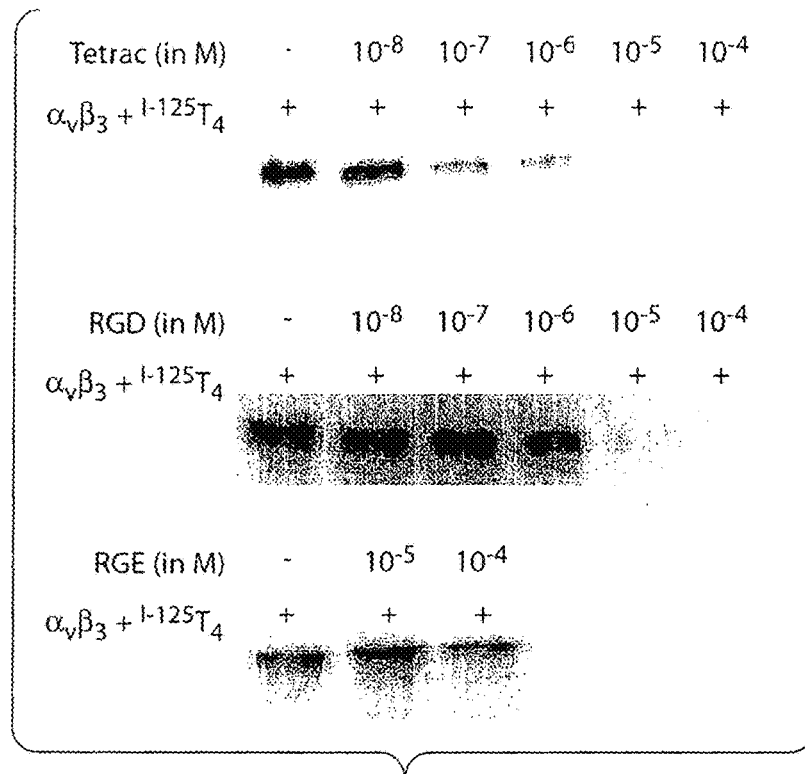 Tetrac (in M) - 10⁻⁸ 10⁻⁷ 10⁻⁶ 10⁻⁵ 10⁻⁴
αᵥβ₃ + ᴵ⁻¹²⁵T₄ + + + + + +
RGD (in M) - 10⁻⁸ 10⁻⁷ 10⁻⁶ 10⁻⁵ 10⁻⁴
αᵥβ₃ + ᴵ⁻¹²⁵T₄ + + + + + +
RGE (in M) - 10⁻⁵ 10⁻⁴
αᵥβ₃ + ᴵ⁻¹²⁵T₄ + + +